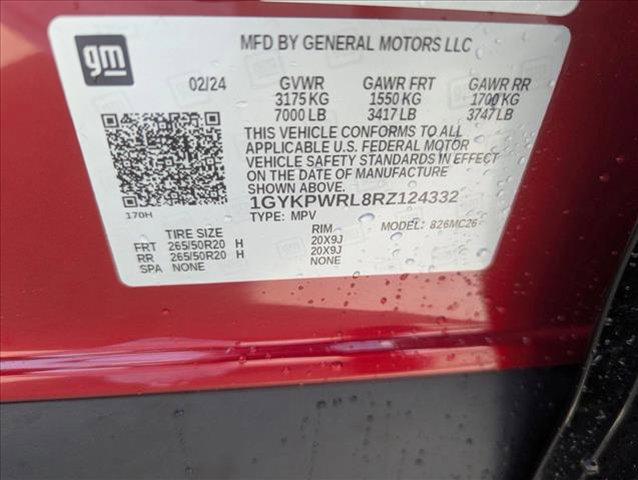 gm
MFD BY GENERAL MOTORS LLC
02/24 GVWR GAWR FRT GAWR RR
3175 KG 1550 KG 1700 KG
7000 LB 3417 LB 3747 LB
THIS VEHICLE CONFORMS TO ALL
APPLICABLE U.S. FEDERAL MOTOR
VEHICLE SAFETY STANDARDS IN EFFECT
ON THE DATE OF MANUFACTURE
SHOWN ABOVE.
170H
1GYKPWRL8RZ124332
TYPE: MPV MODEL: 826MC26
TIRE SIZE RIM
FRT 265/50R20 H 20X9J
RR 265/50R20 H 20X9J
SPA NONE NONE